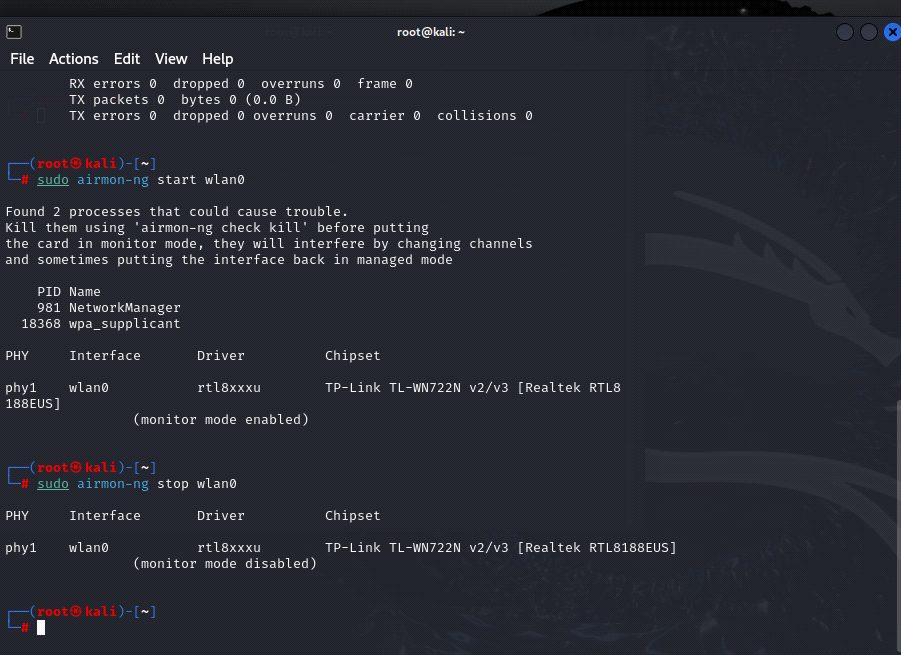 root@kali: ~
File Actions Edit View Help
RX errors 0  dropped 0  overruns 0  frame 0
TX packets 0  bytes 0 (0.0 B)
TX errors 0  dropped 0 overruns 0  carrier 0  collisions 0
┌──(root㉿kali)-[~]
└─# sudo airmon-ng start wlan0
Found 2 processes that could cause trouble.
Kill them using 'airmon-ng check kill' before putting
the card in monitor mode, they will interfere by changing channels
and sometimes putting the interface back in managed mode
PID Name
981 NetworkManager
18368 wpa_supplicant
PHY     Interface       Driver          Chipset
phy1    wlan0           rtl8xxxu        TP-Link TL-WN722N v2/v3 [Realtek RTL8
188EUS]
(monitor mode enabled)
┌──(root㉿kali)-[~]
└─# sudo airmon-ng stop wlan0
PHY     Interface       Driver          Chipset
phy1    wlan0           rtl8xxxu        TP-Link TL-WN722N v2/v3 [Realtek RTL8188EUS]
(monitor mode disabled)
┌──(root㉿kali)-[~]
└─#